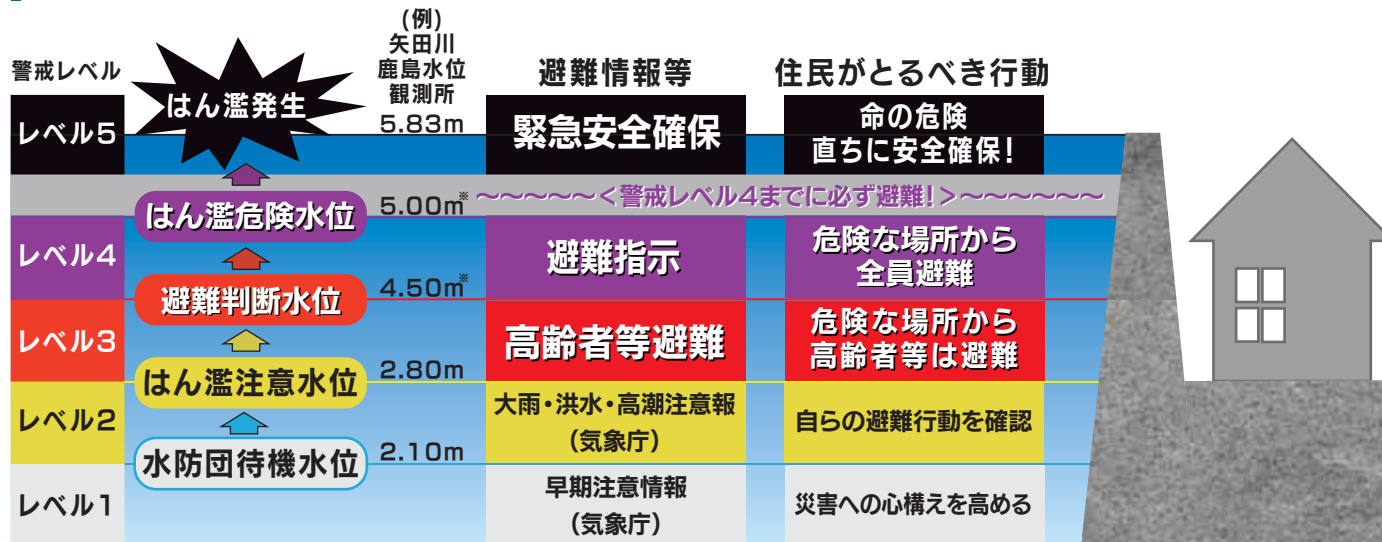 警戒レベル
(例)
矢田川
鹿島水位
観測所
避難情報等
住民がとるべき行動
レベル5
はん濫発生
5.83m
緊急安全確保
命の危険
直ちに安全確保!
はん濫危険水位
5.00m※
～～～～～<警戒レベル4までに必ず避難!>～～～～～～
レベル4
避難指示
危険な場所から
全員避難
避難判断水位
4.50m※
レベル3
高齢者等避難
危険な場所から
高齢者等は避難
はん濫注意水位
2.80m
レベル2
大雨・洪水・高潮注意報
(気象庁)
自らの避難行動を確認
水防団待機水位
2.10m
レベル1
早期注意情報
(気象庁)
災害への心構えを高める